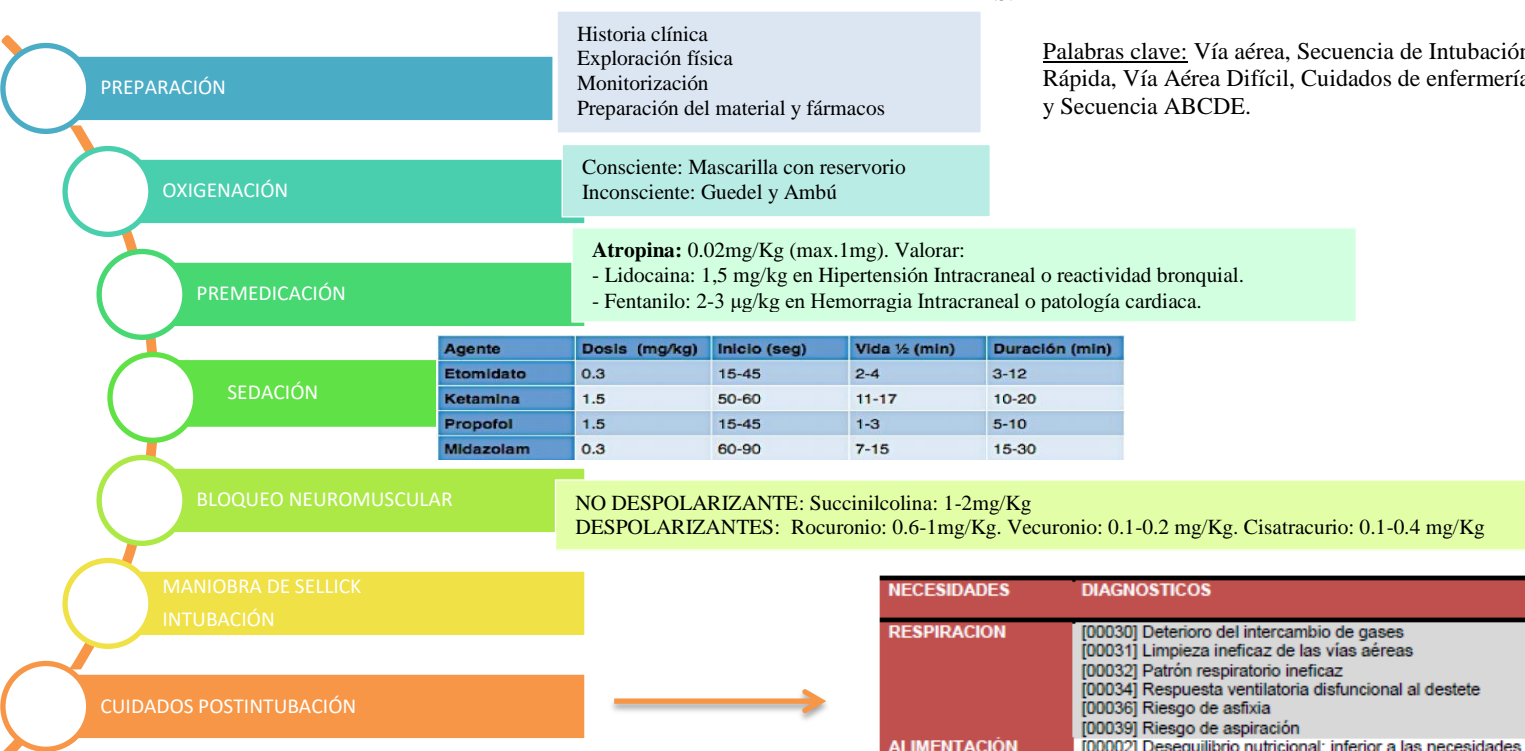 PREPARACIÓN
Historia clínica
Exploración física
Monitorización
Preparación del material y fármacos
Palabras clave: Vía aérea, Secuencia de Intubación
Rápida, Vía Aérea Difícil, Cuidados de enfermería
y Secuencia ABCDE.
OXIGENACIÓN
Consciente: Mascarilla con reservorio
Inconsciente: Guedel y Ambú
PREMEDICACIÓN
Atropina: 0.02mg/Kg (max.1mg). Valorar:
- Lidocaina: 1,5 mg/kg en Hipertensión Intracraneal o reactividad bronquial.
- Fentanilo: 2-3 μg/kg en Hemorragia Intracraneal o patología cardiaca.
SEDACIÓN
Agente Dosis (mg/kg) Inicio (seg) Vida ½ (min) Duración (min)
Etomidato 0.3 15-45 2-4 3-12
Ketamina 1.5 50-60 11-17 10-20
Propofol 1.5 15-45 1-3 5-10
Midazolam 0.3 60-90 7-15 15-30
BLOQUEO NEUROMUSCULAR
NO DESPOLARIZANTE: Succinilcolina: 1-2mg/Kg
DESPOLARIZANTES: Rocuronio: 0.6-1mg/Kg. Vecuronio: 0.1-0.2 mg/Kg. Cisatracurio: 0.1-0.4 mg/Kg
MANIOBRA DE SELLICK
INTUBACIÓN
CUIDADOS POSTINTUBACIÓN
NECESIDADES DIAGNOSTICOS
RESPIRACION [00030] Deterioro del intercambio de gases
[00031] Limpieza ineficaz de las vías aéreas
[00032] Patrón respiratorio ineficaz
[00034] Respuesta ventilatoria disfuncional al destete
[00036] Riesgo de asfixia
[00039] Riesgo de aspiración
ALIMENTACIÓN [00002] Desequilibrio nutricional: inferior a las necesidades